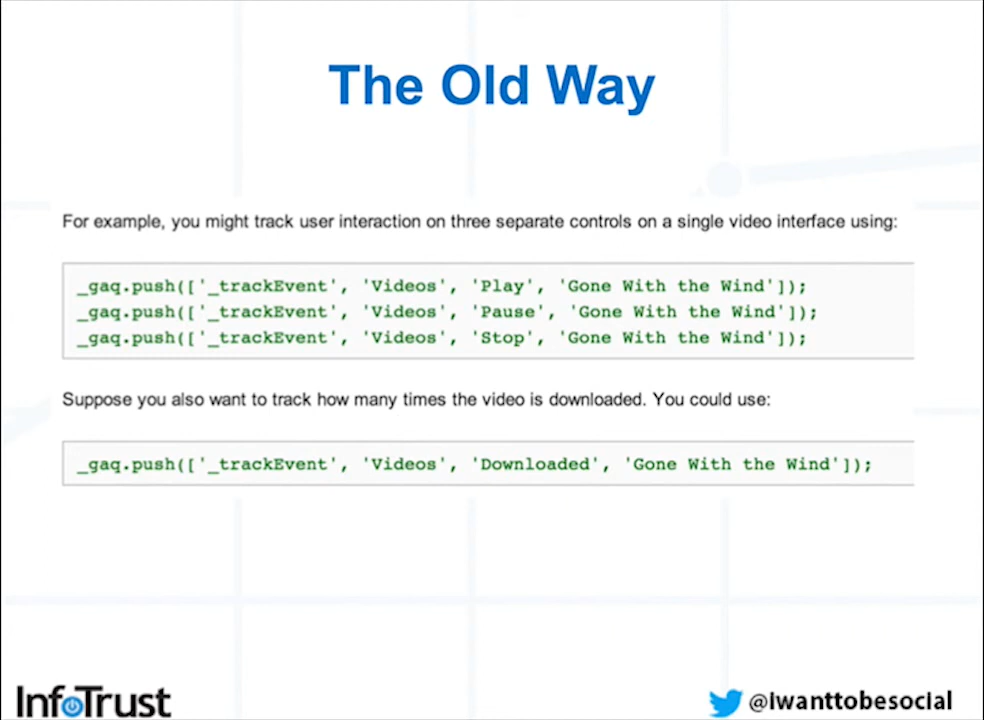 The Old Way
For example, you might track user interaction on three separate controls on a single video interface using:
_gaq.push(['_trackEvent', 'Videos', 'Play', 'Gone With the Wind']);
_gaq.push(['_trackEvent', 'Videos', 'Pause', 'Gone With the Wind']);
_gaq.push(['_trackEvent', 'Videos', 'Stop', 'Gone With the Wind']);
Suppose you also want to track how many times the video is downloaded. You could use:
_gaq.push(['_trackEvent', 'Videos', 'Downloaded', 'Gone With the Wind']);
InfoTrust
@Iwanttobesocial